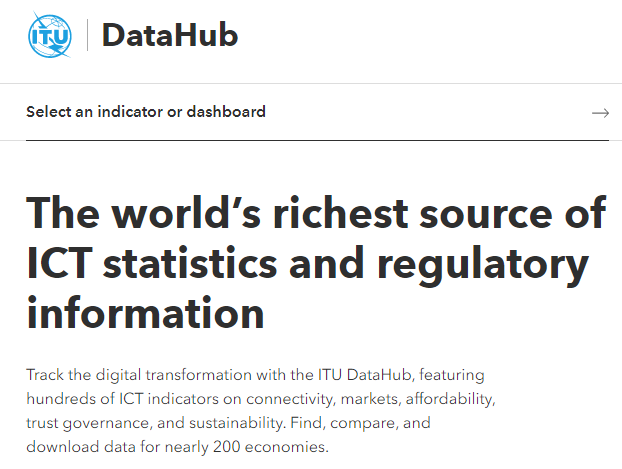 ITU DataHub
Select an indicator or dashboard →
The world's richest source of
ICT statistics and regulatory
information
Track the digital transformation with the ITU DataHub, featuring
hundreds of ICT indicators on connectivity, markets, affordability,
trust governance, and sustainability. Find, compare, and
download data for nearly 200 economies.